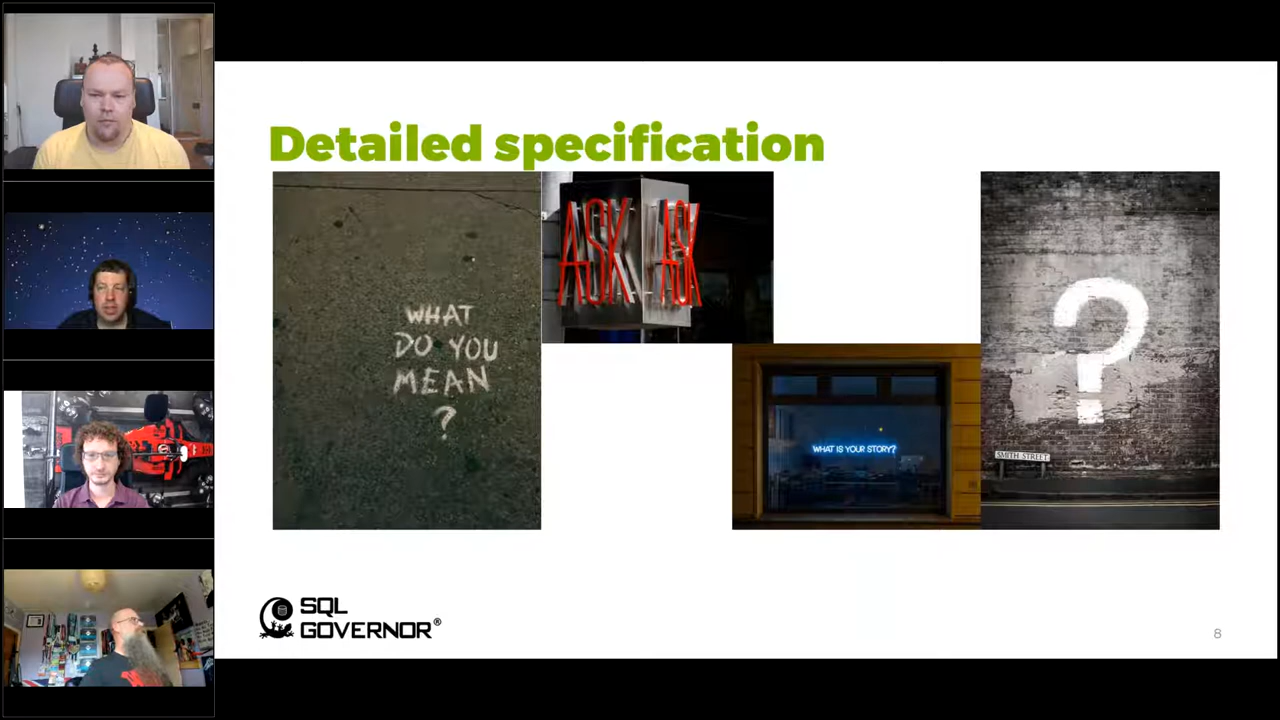 Detailed specification
WHAT
DO YOU
MEAN
?
ASK ASK
WHAT IS YOUR STORY?
?
SMITH STREET
SQL
GOVERNOR®
8